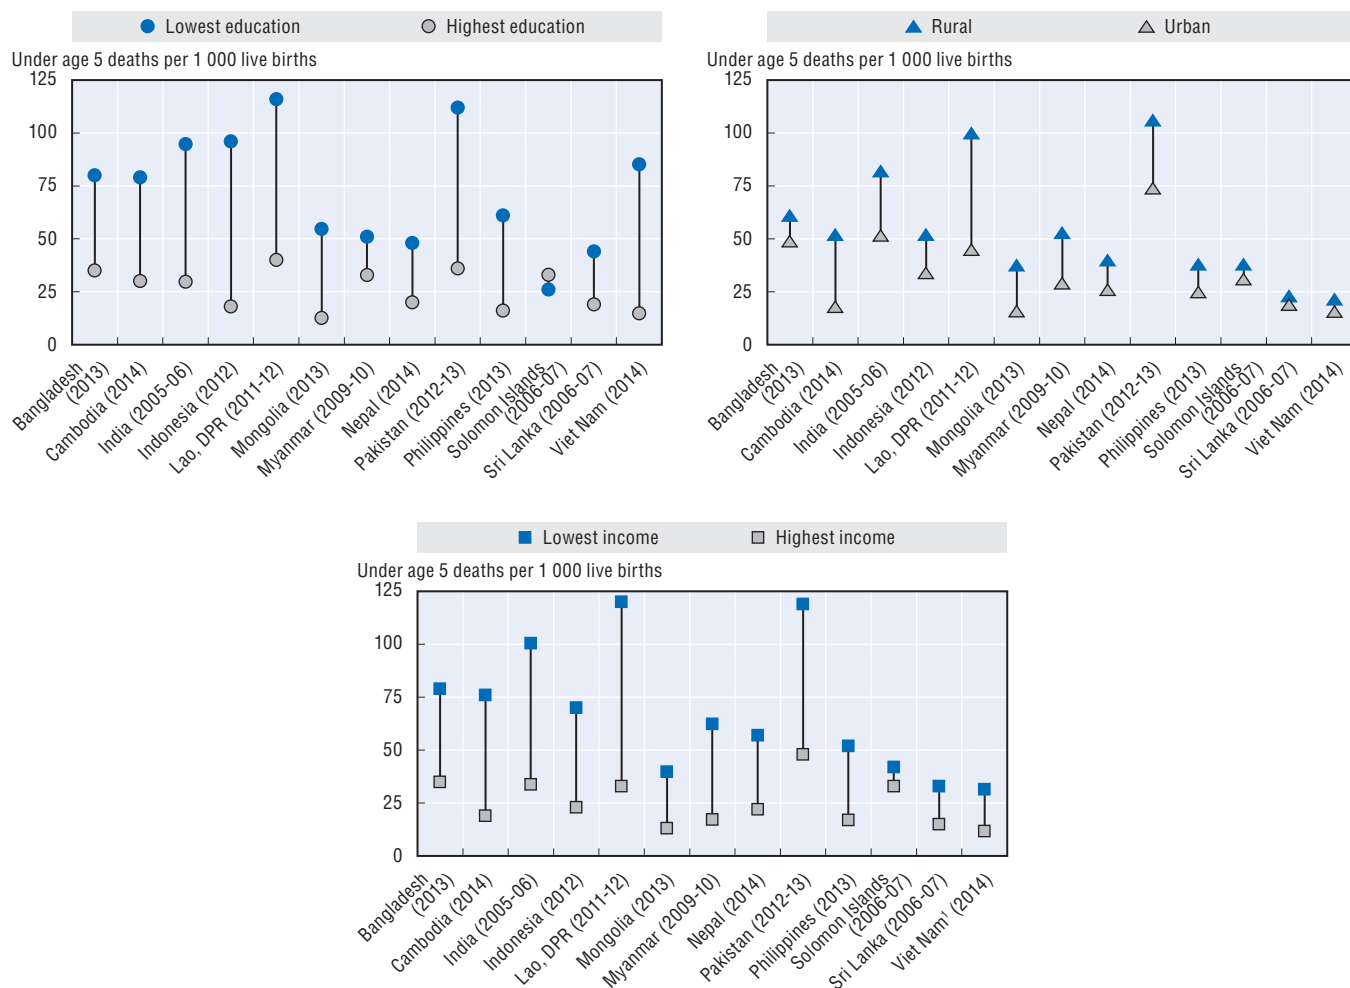 Lowest education Highest education
Under age 5 deaths per 1 000 live births
125
100
75
50
25
0
Bangladesh
(2013)
Cambodia (2014)
India (2005-06)
Indonesia (2012)
Lao, DPR (2011-12)
Mongolia (2013)
Myanmar (2009-10)
Nepal (2014)
Pakistan (2012-13)
Philippines (2013)
Solomon Islands
(2006-07)
Sri Lanka (2006-07)
Viet Nam (2014)
Rural Urban
Under age 5 deaths per 1 000 live births
125
100
75
50
25
0
Bangladesh
(2013)
Cambodia (2014)
India (2005-06)
Indonesia (2012)
Lao, DPR (2011-12)
Mongolia (2013)
Myanmar (2009-10)
Nepal (2014)
Pakistan (2012-13)
Philippines (2013)
Solomon Islands
(2006-07)
Sri Lanka (2006-07)
Viet Nam (2014)
Lowest income Highest income
Under age 5 deaths per 1 000 live births
125
100
75
50
25
0
Bangladesh
(2013)
Cambodia (2014)
India (2005-06)
Indonesia (2012)
Lao, DPR (2011-12)
Mongolia (2013)
Myanmar (2009-10)
Nepal (2014)
Pakistan (2012-13)
Philippines (2013)
Solomon Islands
(2006-07)
Sri Lanka (2006-07)
Viet Nam¹ (2014)